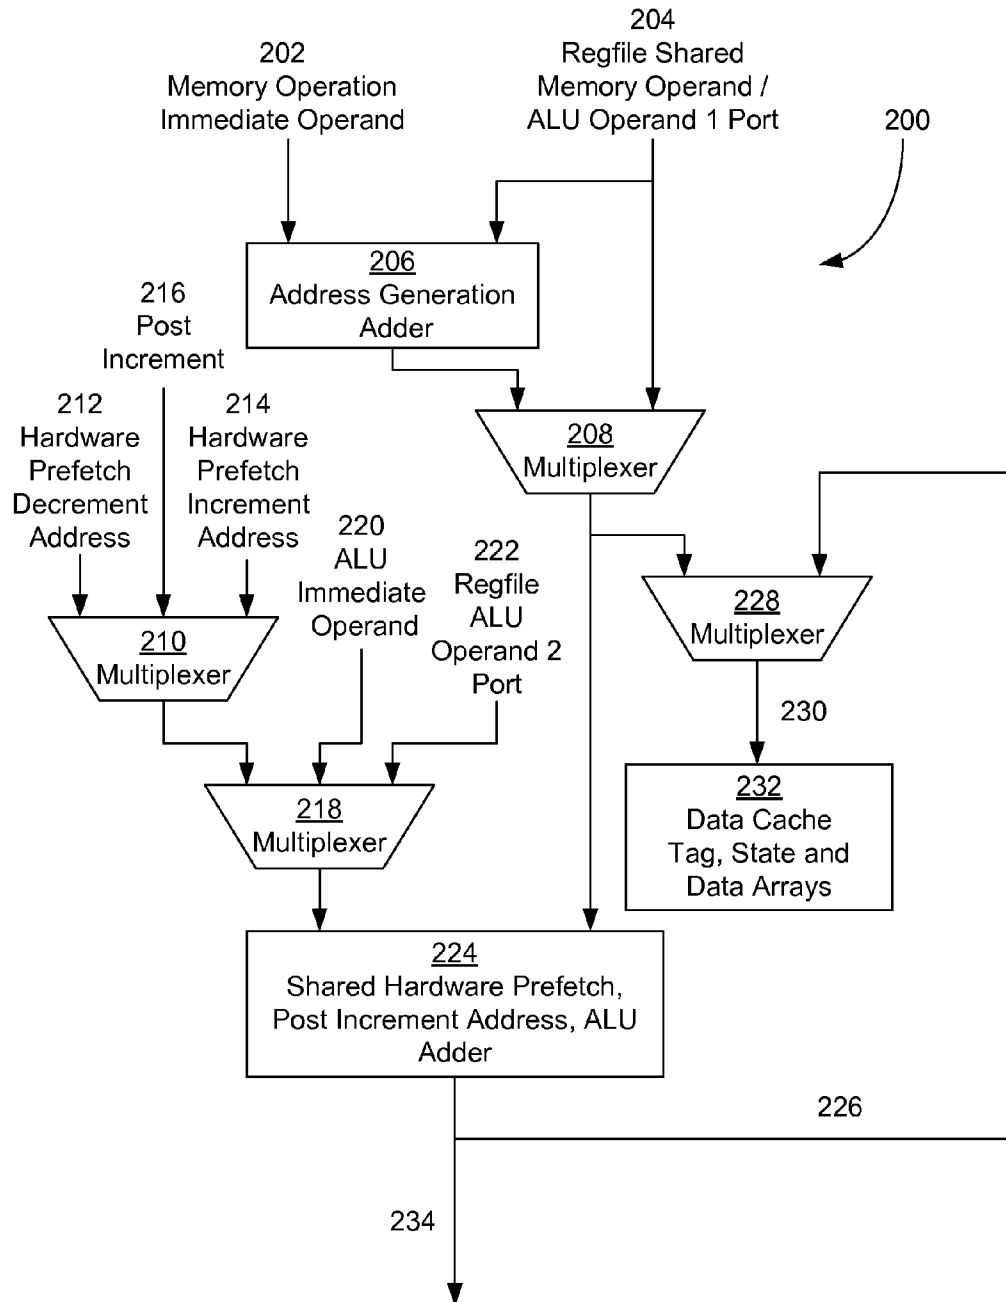 202
Memory Operation
Immediate Operand
204
Regfile Shared
Memory Operand /
ALU Operand 1 Port
200
206
Address Generation
Adder
216
Post
Increment
212
Hardware
Prefetch
Decrement
Address
214
Hardware
Prefetch
Increment
Address
208
Multiplexer
220
ALU
Immediate
Operand
222
Regfile
ALU
Operand 2
Port
228
Multiplexer
210
Multiplexer
230
218
Multiplexer
232
Data Cache
Tag, State and
Data Arrays
224
Shared Hardware Prefetch,
Post Increment Address, ALU
Adder
226
234